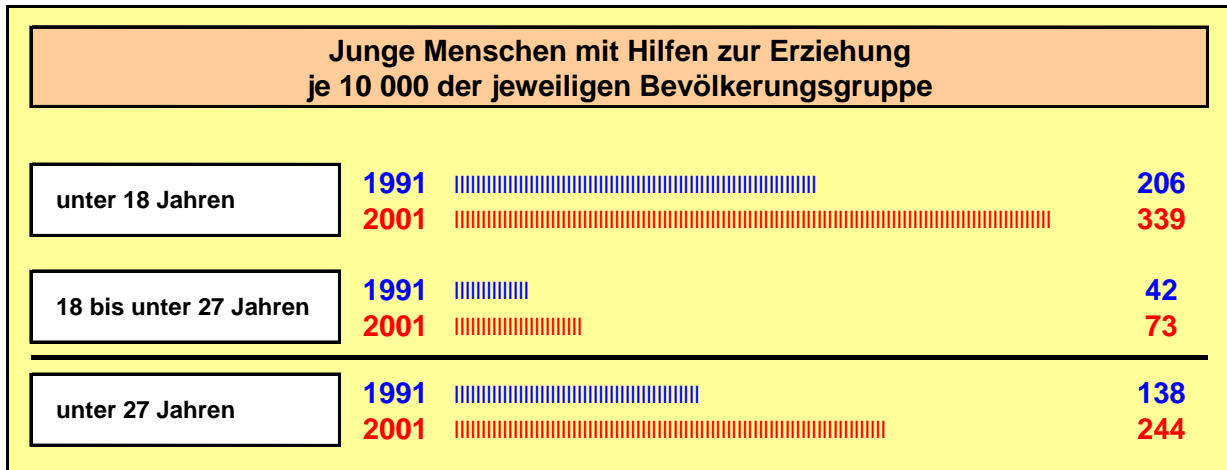 Junge Menschen mit Hilfen zur Erziehung
je 10 000 der jeweiligen Bevölkerungsgruppe
unter 18 Jahren
1991 206
2001 339
18 bis unter 27 Jahren
1991 42
2001 73
unter 27 Jahren
1991 138
2001 244